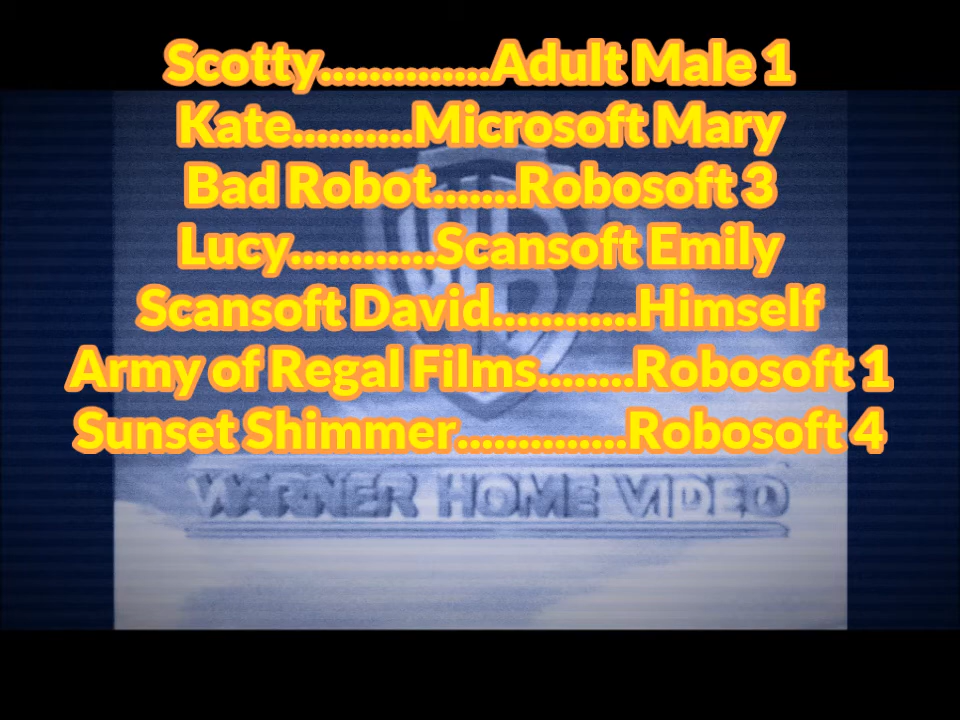 Scotty..............Adult Male 1
Kate..........Microsoft Mary
Bad Robot.......Robosoft 3
Lucy............Scansoft Emily
Scansoft David............Himself
Army of Regal Films........Robosoft 1
Sunset Shimmer..............Robosoft 4
WB
WARNER HOME VIDEO